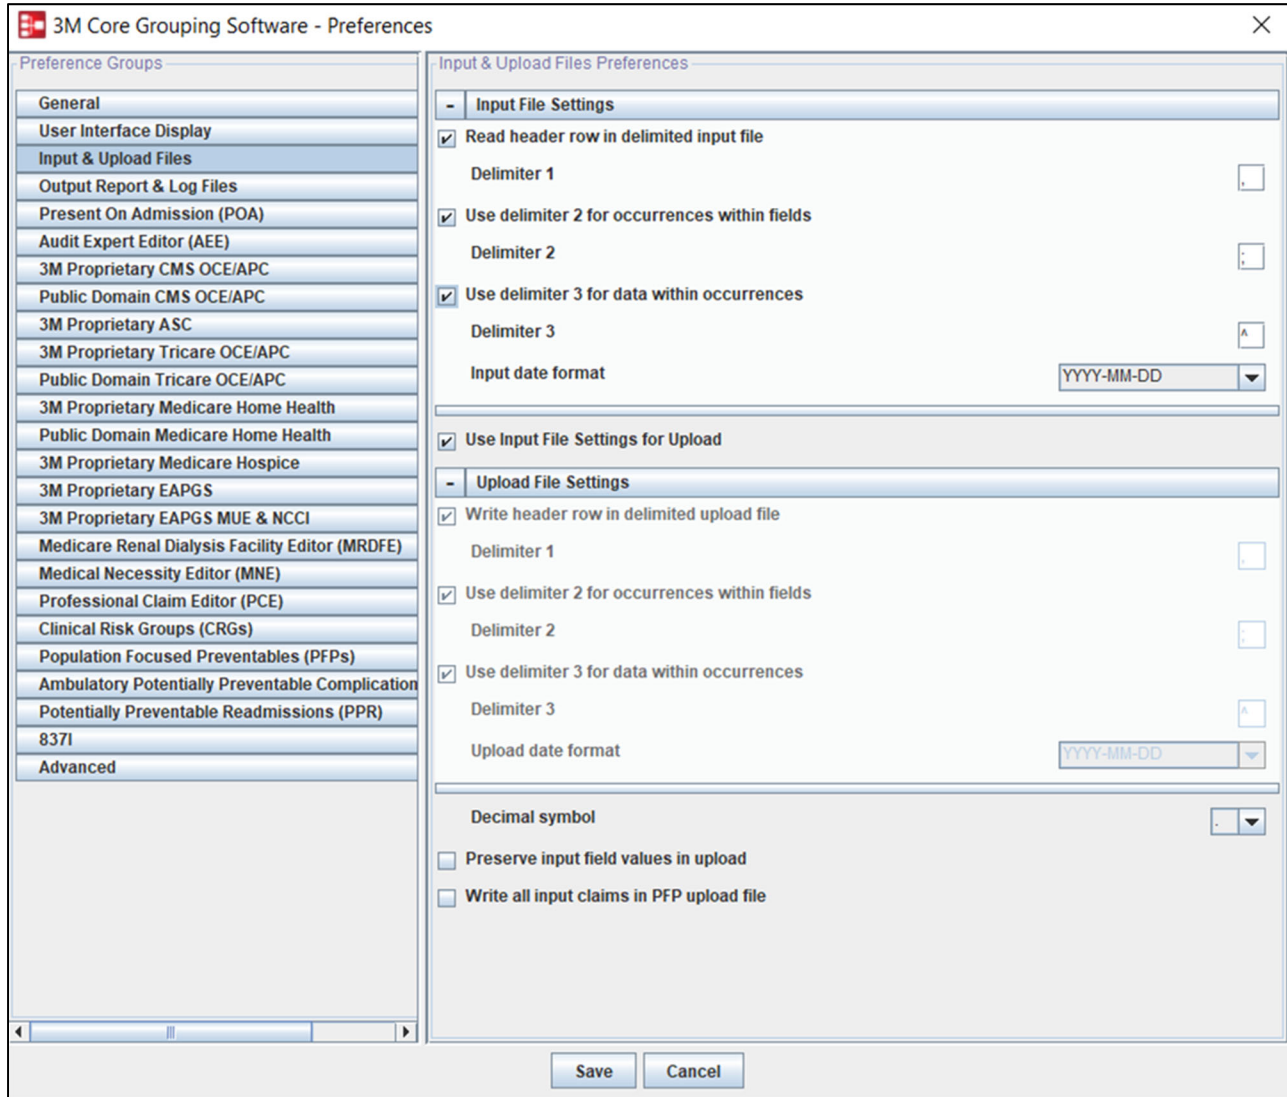 3M Core Grouping Software - Preferences
Preference Groups
General
User Interface Display
Input & Upload Files
Output Report & Log Files
Present On Admission (POA)
Audit Expert Editor (AEE)
3M Proprietary CMS OCE/APC
Public Domain CMS OCE/APC
3M Proprietary ASC
3M Proprietary Tricare OCE/APC
Public Domain Tricare OCE/APC
3M Proprietary Medicare Home Health
Public Domain Medicare Home Health
3M Proprietary Medicare Hospice
3M Proprietary EAPGS
3M Proprietary EAPGS MUE & NCCI
Medicare Renal Dialysis Facility Editor (MRDFE)
Medical Necessity Editor (MNE)
Professional Claim Editor (PCE)
Clinical Risk Groups (CRGs)
Population Focused Preventables (PFPs)
Ambulatory Potentially Preventable Complication
Potentially Preventable Readmissions (PPR)
837I
Advanced
Input & Upload Files Preferences
- Input File Settings
Read header row in delimited input file
Delimiter 1 ,
Use delimiter 2 for occurrences within fields
Delimiter 2 ;
Use delimiter 3 for data within occurrences
Delimiter 3 ^
Input date format YYYY-MM-DD
Use Input File Settings for Upload
- Upload File Settings
Write header row in delimited upload file
Delimiter 1 ,
Use delimiter 2 for occurrences within fields
Delimiter 2 ;
Use delimiter 3 for data within occurrences
Delimiter 3 ^
Upload date format YYYY-MM-DD
Decimal symbol .
Preserve input field values in upload
Write all input claims in PFP upload file
Save Cancel